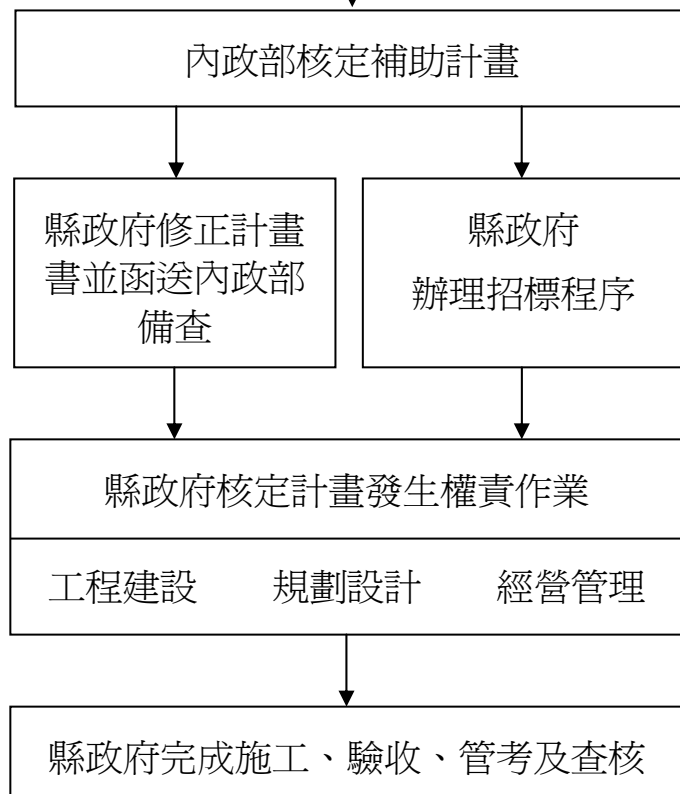 內政部核定補助計畫
縣政府修正計畫
書並函送內政部
備查
縣政府
辦理招標程序
縣政府核定計畫發生權責作業
工程建設 規劃設計 經營管理
縣政府完成施工、驗收、管考及查核